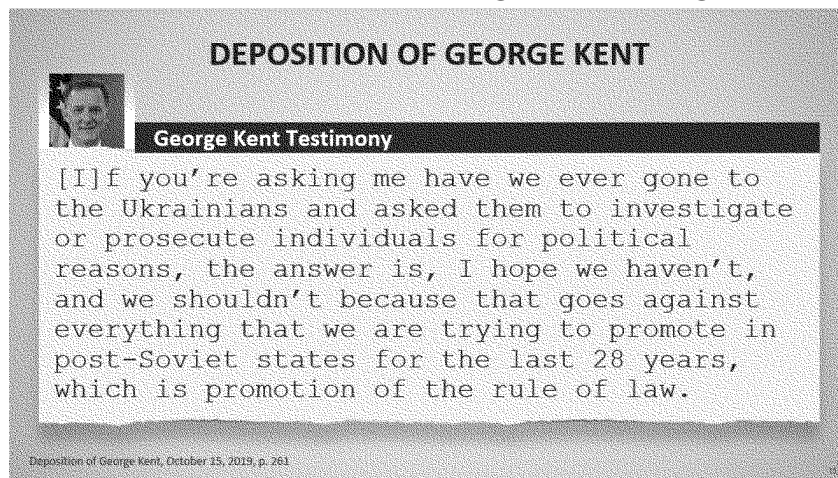 DEPOSITION OF GEORGE KENT
George Kent Testimony
[I]f you're asking me have we ever gone to
the Ukrainians and asked them to investigate
or prosecute individuals for political
reasons, the answer is, I hope we haven't,
and we shouldn't because that goes against
everything that we are trying to promote in
post-Soviet states for the last 28 years,
which is promotion of the rule of law.
Deposition of George Kent, October 15, 2019, p. 261